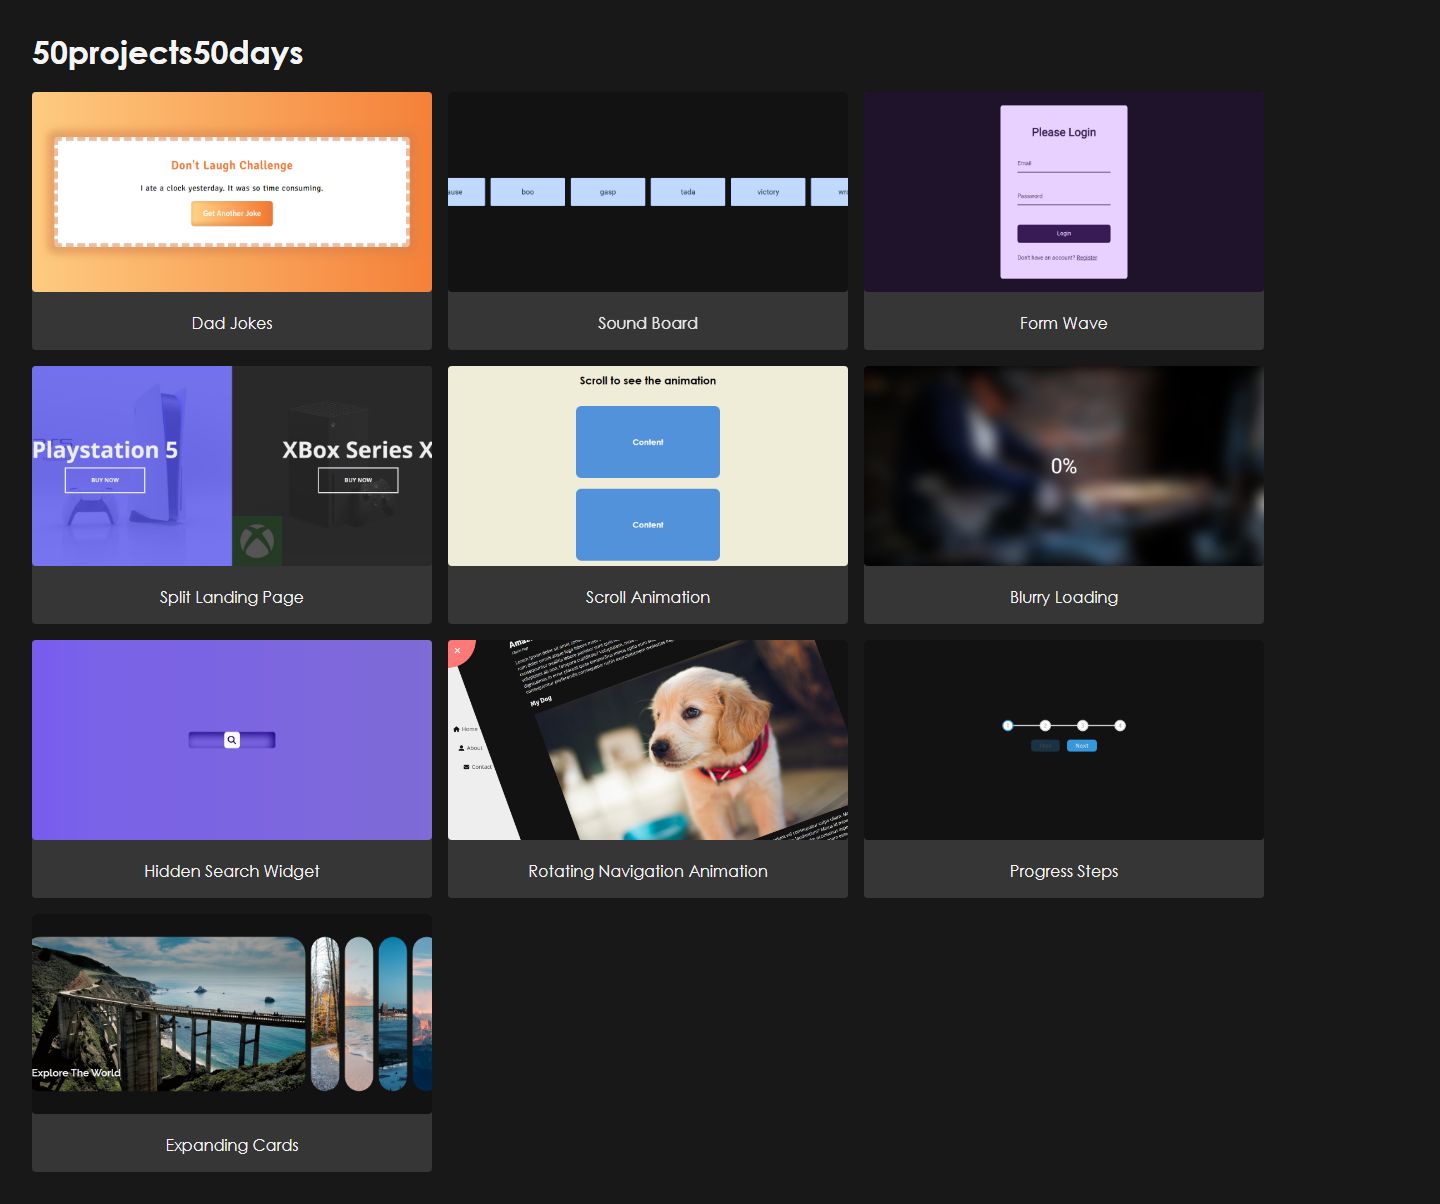 50projects50days
Don't Laugh Challenge
I ate a clock yesterday. It was so time consuming.
Get Another Joke
Dad Jokes
ause
boo
gasp
tada
victory
wro
Sound Board
Please Login
Email
Password
Login
Don't have an account? Register
Form Wave
Playstation 5
BUY NOW
XBox Series X
BUY NOW
Split Landing Page
Scroll to see the animation
Content
Content
Scroll Animation
0%
Blurry Loading
Hidden Search Widget
My Dog
Home
About
Contact
Rotating Navigation Animation
Next
Progress Steps
Explore The World
Expanding Cards